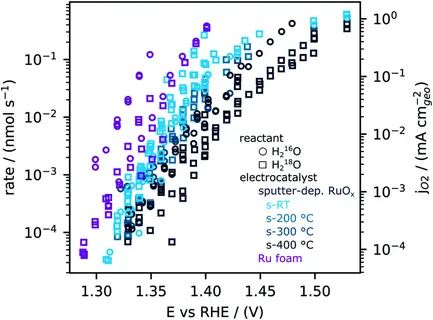 rate / (nmol s⁻¹)
10⁻¹
10⁻²
10⁻³
10⁻⁴
1.30 1.35 1.40 1.45 1.50
E vs RHE / (V)
10⁰
10⁻¹
10⁻²
10⁻³
10⁻⁴
j_O2 / (mA cm⁻²_geo)
reactant
H₂¹⁶O
H₂¹⁸O
electrocatalyst
sputter-dep. RuOₓ
s-RT
s-200 °C
s-300 °C
s-400 °C
Ru foam